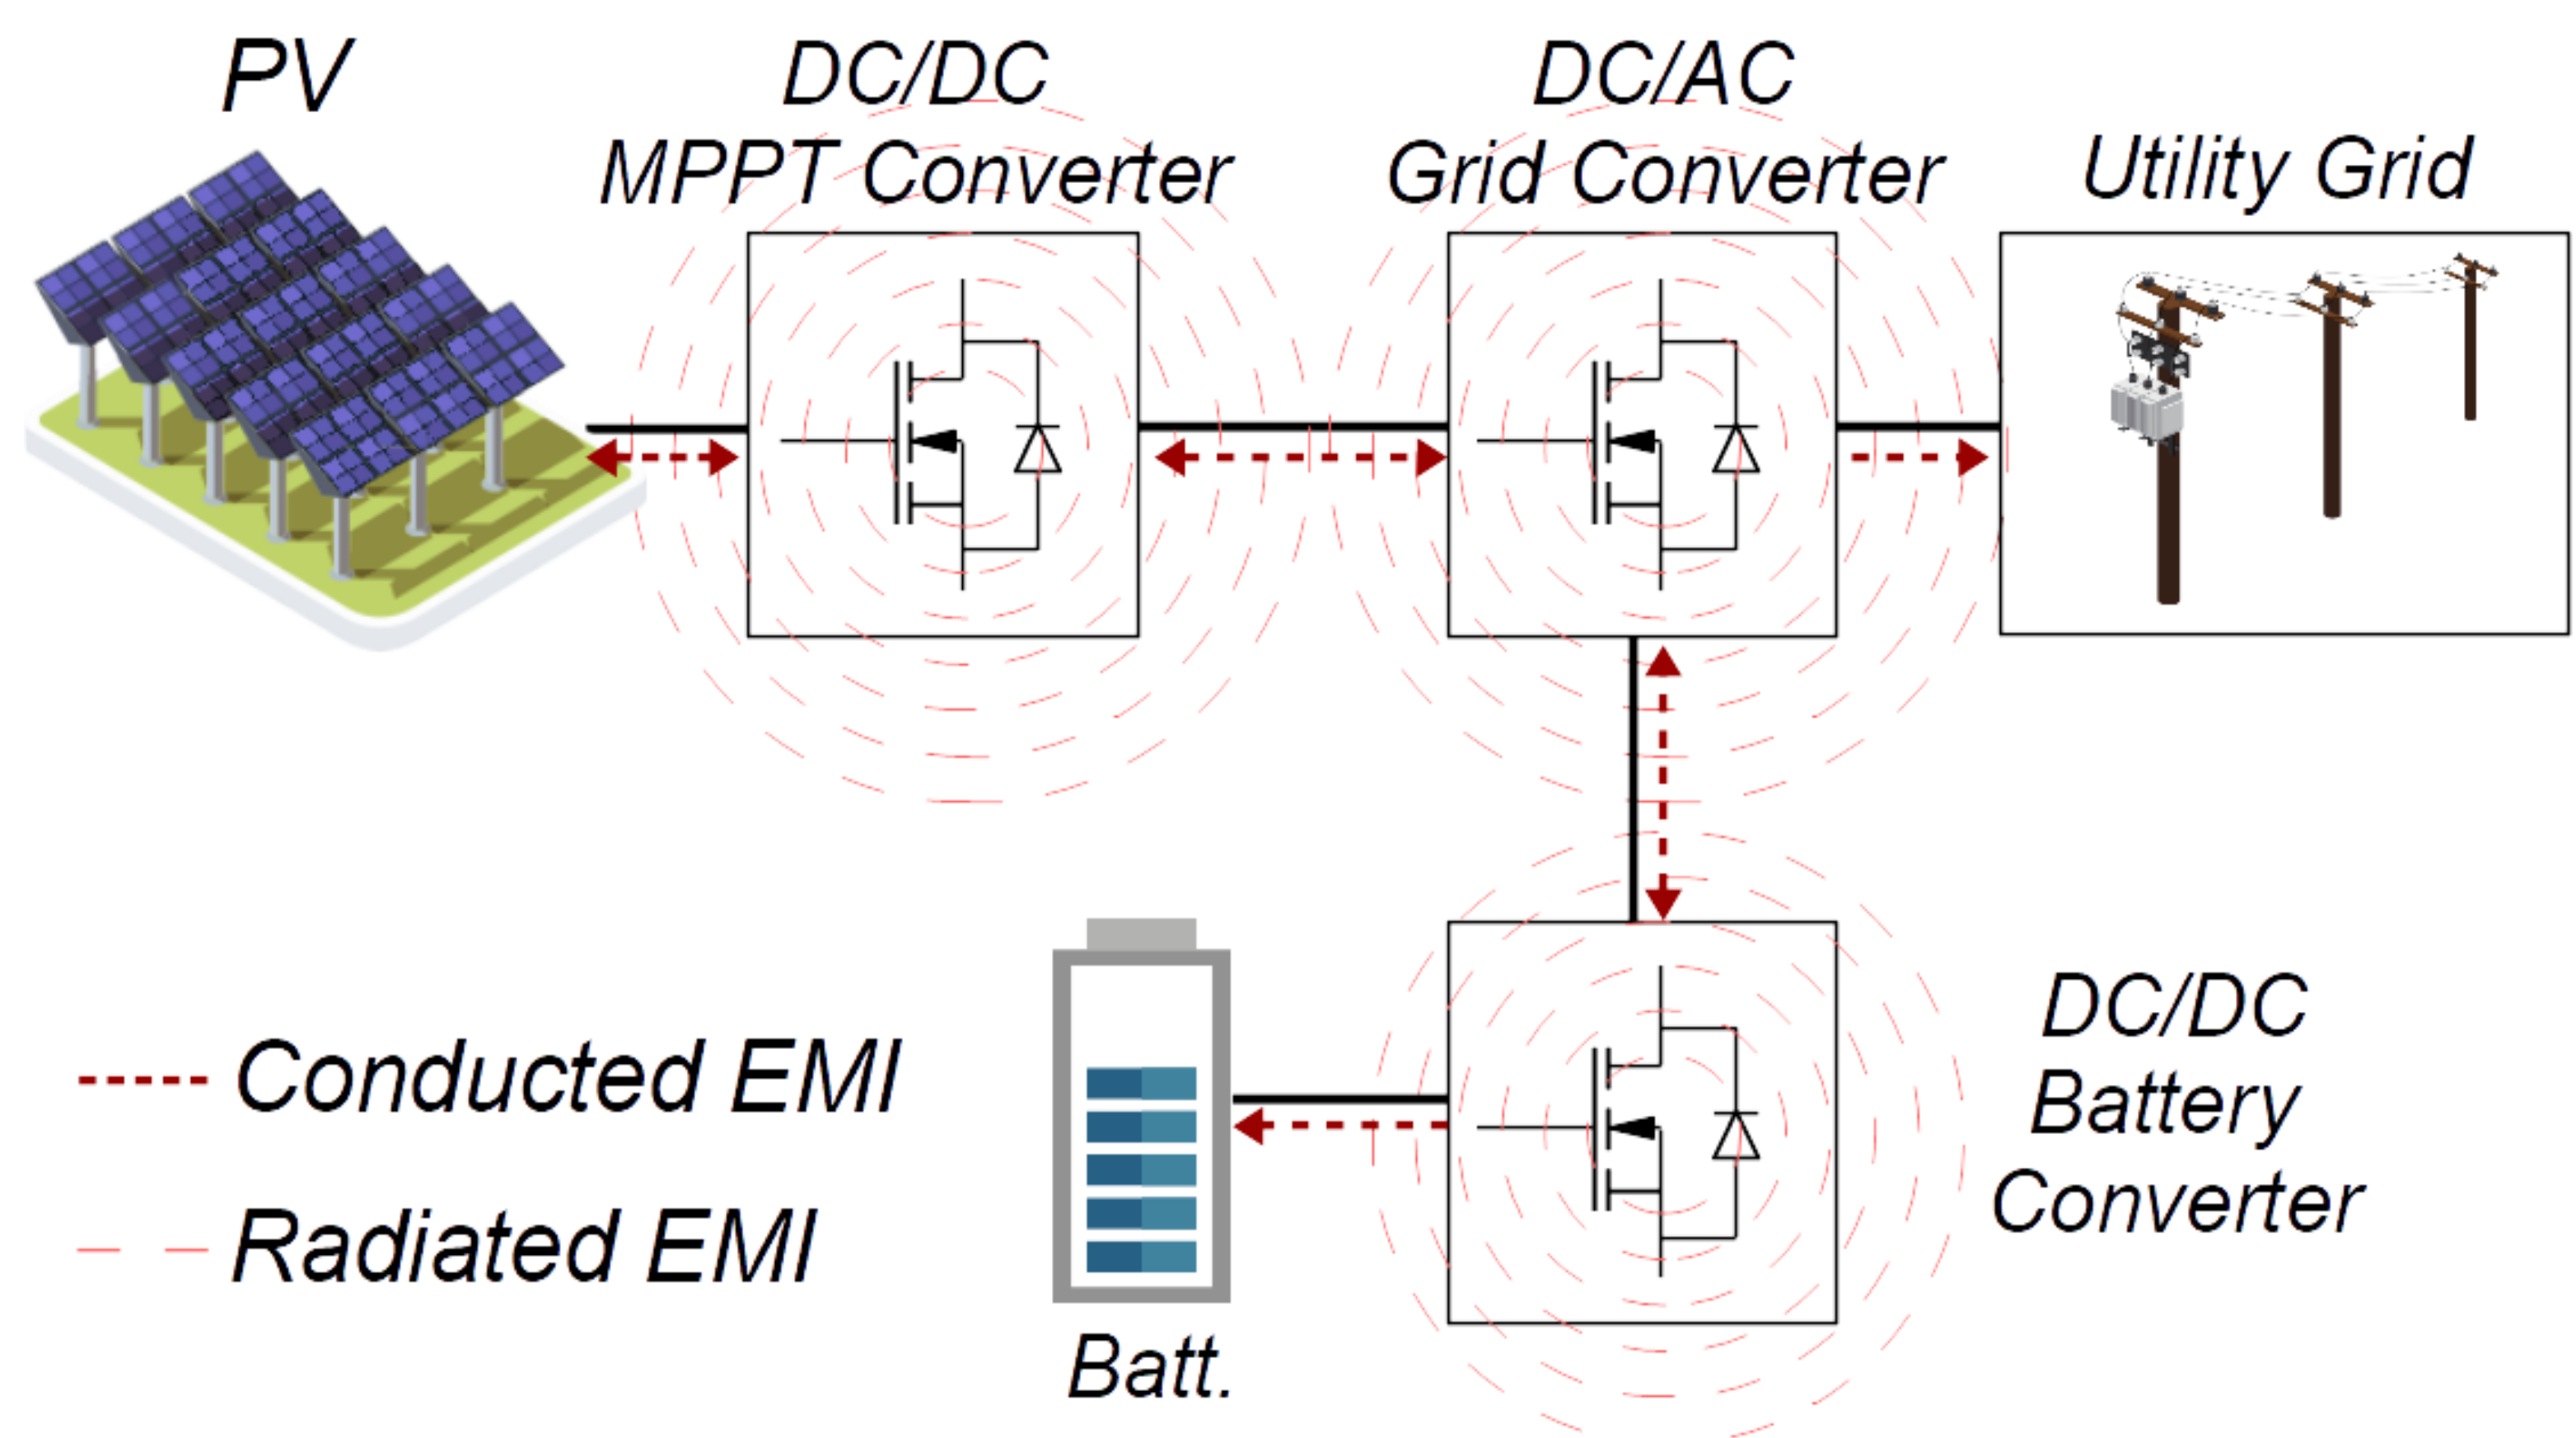 PV
DC/DC
MPPT Converter
DC/AC
Grid Converter
Utility Grid
DC/DC
Battery
Converter
Conducted EMI
Radiated EMI
Batt.